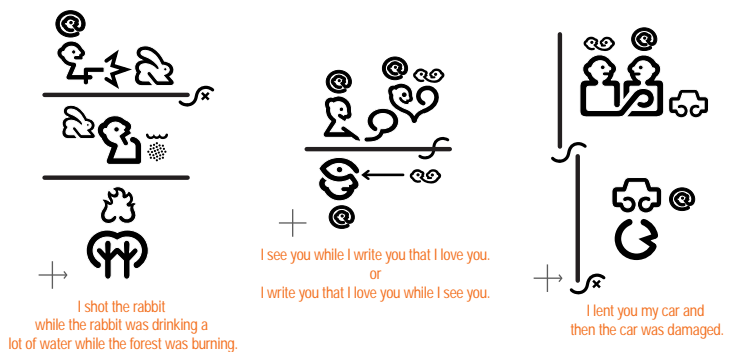 I shot the rabbit
while the rabbit was drinking a
lot of water while the forest was burning.
I see you while I write you that I love you.
or
I write you that I love you while I see you.
I lent you my car and
then the car was damaged.